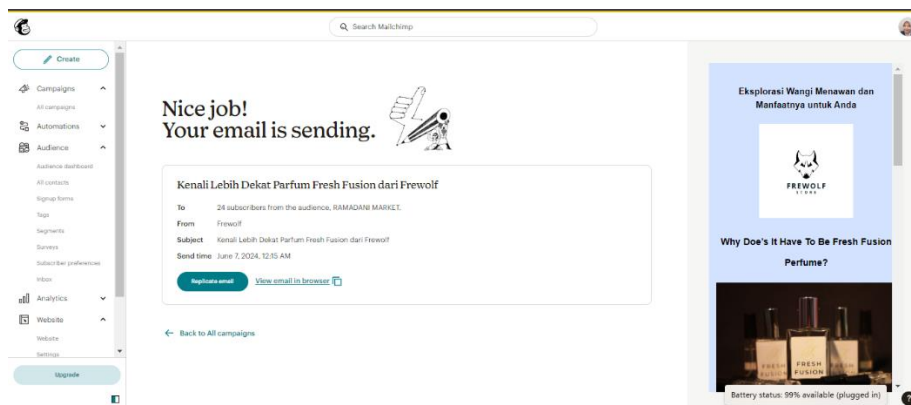 Search Mailchimp
Create
Campaigns
All campaigns
Automations
Audience
Audience dashboard
All contacts
Signup forms
Tags
Segments
Surveys
Subscriber preferences
Inbox
Analytics
Website
Website
Settings
Upgrade
Nice job!
Your email is sending.
Kenali Lebih Dekat Parfum Fresh Fusion dari Frewolf
To 24 subscribers from the audience, RAMADANI MARKET.
From Frewolf
Subject Kenali Lebih Dekat Parfum Fresh Fusion dari Frewolf
Send time June 7, 2024, 12:15 AM
Replicate email View email in browser
Back to All campaigns
Eksplorasi Wangi Menawan dan
Manfaatnya untuk Anda
FREWOLF
STORE
Why Doe's It Have To Be Fresh Fusion
Perfume?
FRESH
FUSION
Battery status: 99% available (plugged in)
?